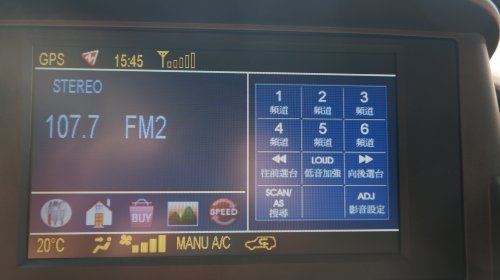 GPS 15:45
STEREO
107.7 FM2
1 2 3
頻道 頻道 頻道
4 5 6
頻道 頻道 頻道
LOUD
往前選台 低音加強 向後選台
SCAN/
AS ADJ
搜尋 影音設定
BUY SPEED
20°C MANU A/C